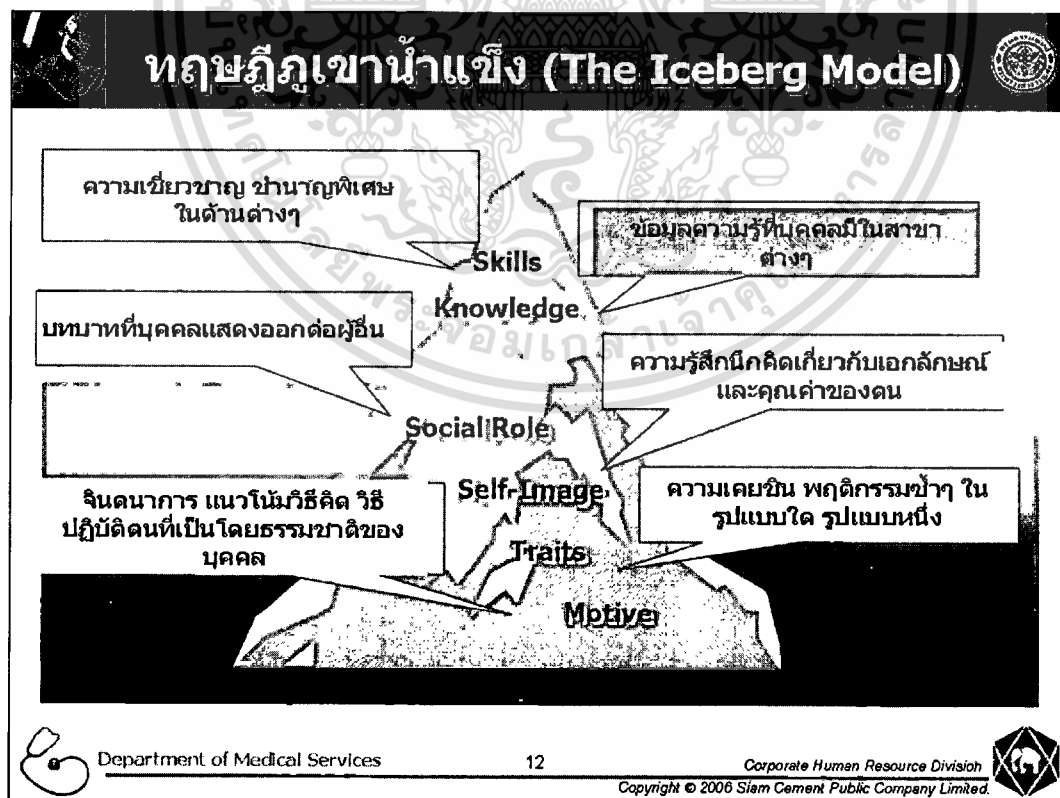 ทฤษฎีภูเขาน้ำแข็ง (The Iceberg Model)
ความเชี่ยวชาญ ชำนาญพิเศษ
ในด้านต่างๆ
ข้อมูลความรู้ที่บุคคลมีในสาขา
ต่างๆ
Skills
Knowledge
บทบาทที่บุคคลแสดงออกต่อผู้อื่น
ความรู้สึกนึกคิดเกี่ยวกับเอกลักษณ์
และคุณค่าของตน
Social Role
Self-Image
จินตนาการ แนวโน้มวิธีคิด วิธี
ปฏิบัติตนที่เป็นโดยธรรมชาติของ
บุคคล
ความเคยชิน พฤติกรรมซ้ำๆ ใน
รูปแบบใด รูปแบบหนึ่ง
Traits
Motive
Department of Medical Services
12
Corporate Human Resource Division
Copyright © 2006 Siam Cement Public Company Limited.